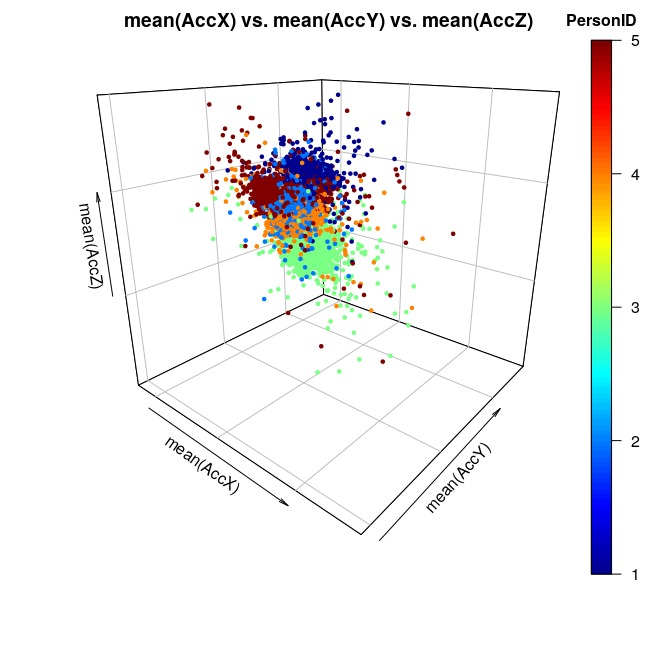 mean(AccX) vs. mean(AccY) vs. mean(AccZ)
PersonID
5
4
3
2
1
mean(AccZ)
mean(AccX)
mean(AccY)